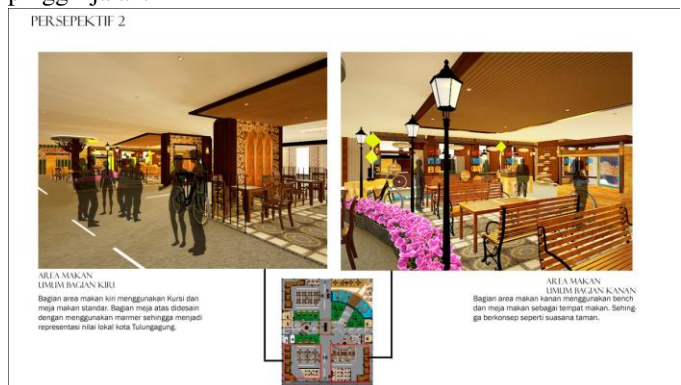 PERSEPEKTIF 2
AREA MAKAN
UMUM BAGIAN KIRI
Bagian area makan kiri menggunakan Kursi dan
meja makan standar. Bagian meja atas didesain
dengan menggunakan marmer sehingga menjadi
representasi nilai lokal kota Tulungagung.
AREA MAKAN
UMUM BAGIAN KANAN
Bagian area makan kanan menggunakan bench
dan meja makan sebagai tempat makan. Sehing-
ga berkonsep seperti suasana taman.